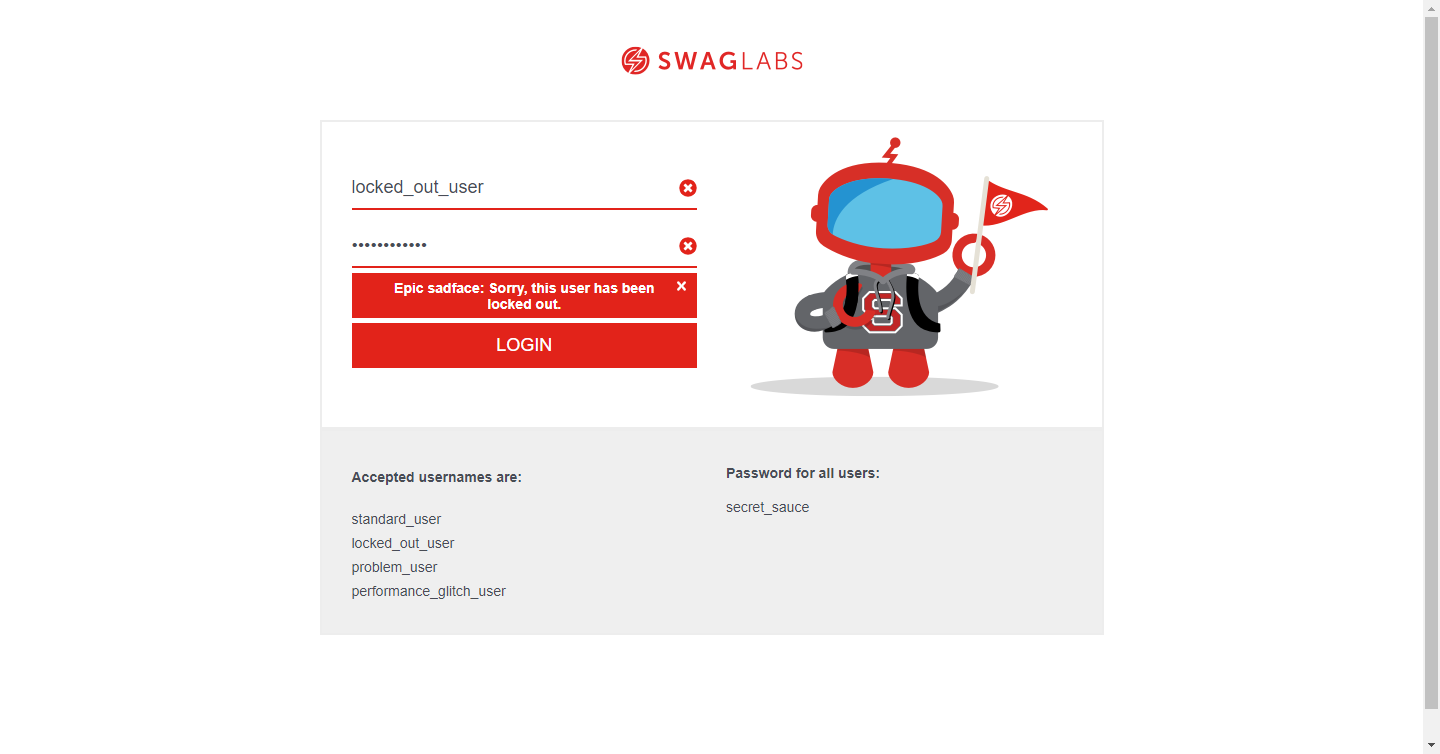 SWAGLABS
locked_out_user
••••••••••••
Epic sadface: Sorry, this user has been
locked out.
LOGIN
S
Accepted usernames are:
standard_user
locked_out_user
problem_user
performance_glitch_user
Password for all users:
secret_sauce